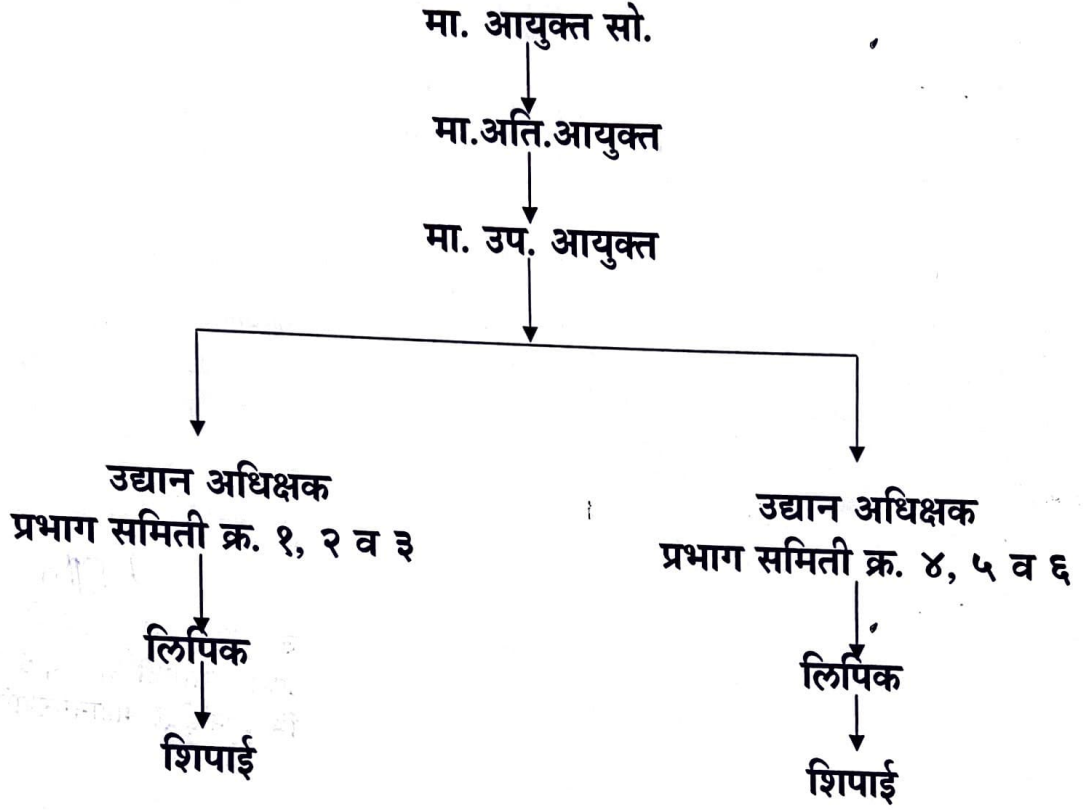 मा. आयुक्त सो.
मा.अति.आयुक्त
मा. उप. आयुक्त
उद्यान अधिक्षक
प्रभाग समिती क्र. १, २ व ३
लिपिक
शिपाई
उद्यान अधिक्षक
प्रभाग समिती क्र. ४, ५ व ६
लिपिक
शिपाई